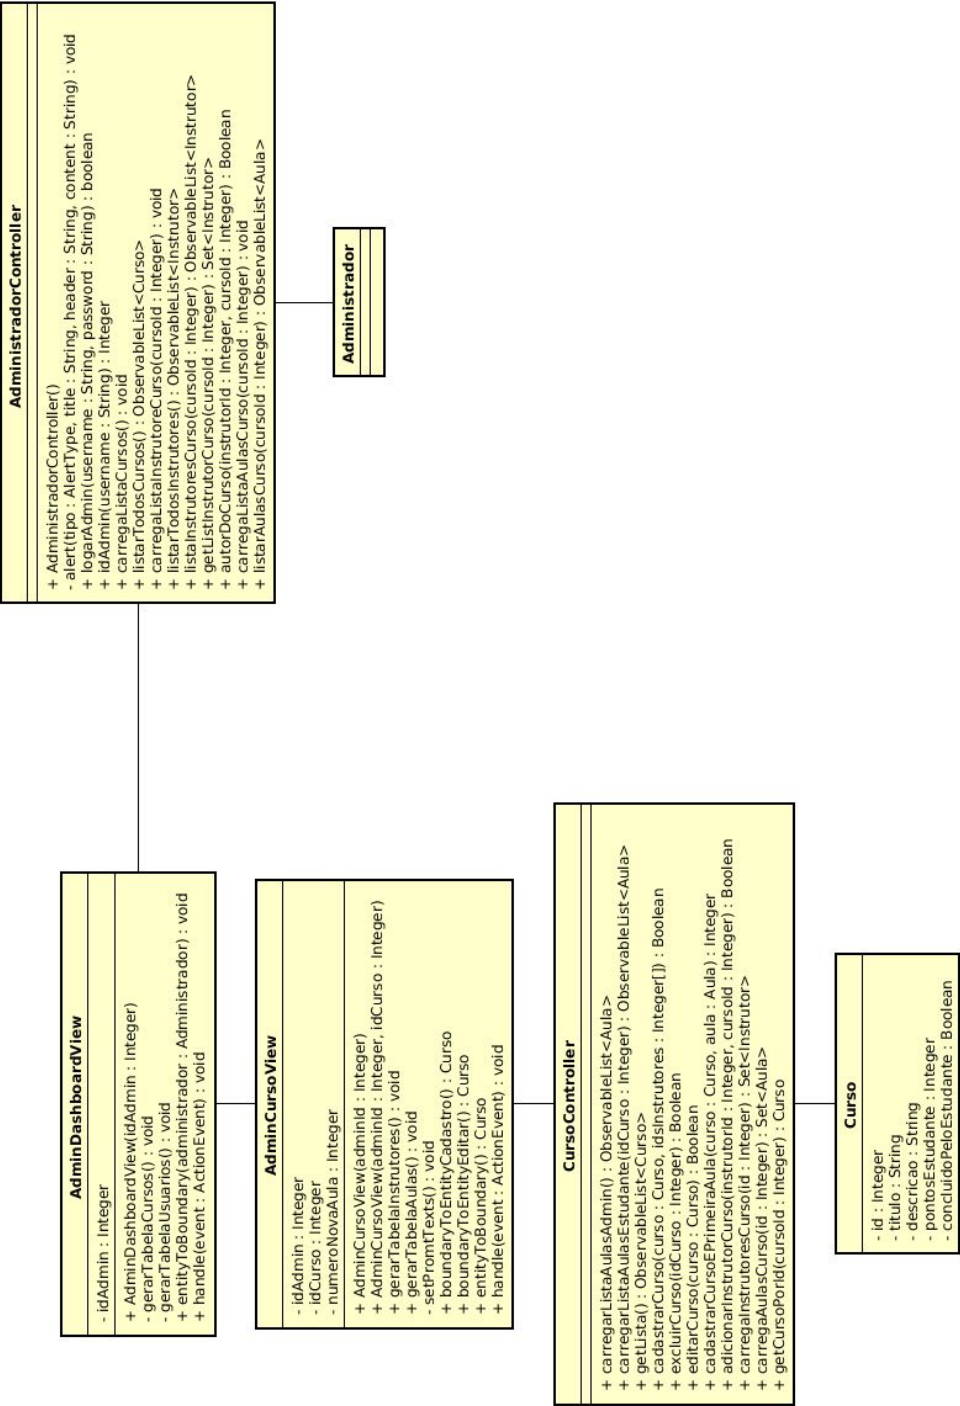 AdministradorController
+ AdministradorController()
- alert(tipo : AlertType, title : String, header : String, content : String) : void
+ logarAdmin(username : String, password : String) : boolean
+ idAdmin(username : String) : Integer
+ carregaListaCursos() : void
+ listarTodosCursos() : ObservableList<Curso>
+ carregaListaInstrutoreCurso(cursoId : Integer) : void
+ listarTodosInstrutores() : ObservableList<Instrutor>
+ listaInstrutoresCurso(cursoId : Integer) : ObservableList<Instrutor>
+ getListInstrutorCurso(cursoId : Integer) : Set<Instrutor>
+ autorDoCurso(instrutorId : Integer, cursoId : Integer) : Boolean
+ carregaListaAulasCurso(cursoId : Integer) : void
+ listarAulasCurso(cursoId : Integer) : ObservableList<Aula>
Administrador
AdminDashboardView
- idAdmin : Integer
+ AdminDashboardView(idAdmin : Integer)
- gerarTabelaCursos() : void
- gerarTabelaUsuarios() : void
+ entityToBoundary(administrador : Administrador) : void
+ handle(event : ActionEvent) : void
AdminCursoView
- idAdmin : Integer
- idCurso : Integer
- numeroNovaAula : Integer
+ AdminCursoView(adminId : Integer)
+ AdminCursoView(adminId : Integer, idCurso : Integer)
+ gerarTabelaInstrutores() : void
+ gerarTabelaAulas() : void
- setPromtTexts() : void
+ boundaryToEntityCadastro() : Curso
+ boundaryToEntityEditar() : Curso
+ entityToBoundary() : Curso
+ handle(event : ActionEvent) : void
CursoController
+ carregarListaAulasAdmin() : ObservableList<Aula>
+ carregarListaAulasEstudante(idCurso : Integer) : ObservableList<Aula>
+ getLista() : ObservableList<Curso>
+ cadastrarCurso(curso : Curso, idsInstrutores : Integer[]) : Boolean
+ excluirCurso(idCurso : Integer) : Boolean
+ editarCurso(curso : Curso) : Boolean
+ cadastrarCursoEPrimeiraAula(curso : Curso, aula : Aula) : Integer
+ adicionarInstrutorCurso(instrutorId : Integer, cursoId : Integer) : Boolean
+ carregaInstrutoresCurso(id : Integer) : Set<Instrutor>
+ carregaAulasCurso(id : Integer) : Set<Aula>
+ getCursoPorId(cursoId : Integer) : Curso
Curso
- id : Integer
- titulo : String
- descricao : String
- pontosEstudante : Integer
- concluidoPeloEstudante : Boolean